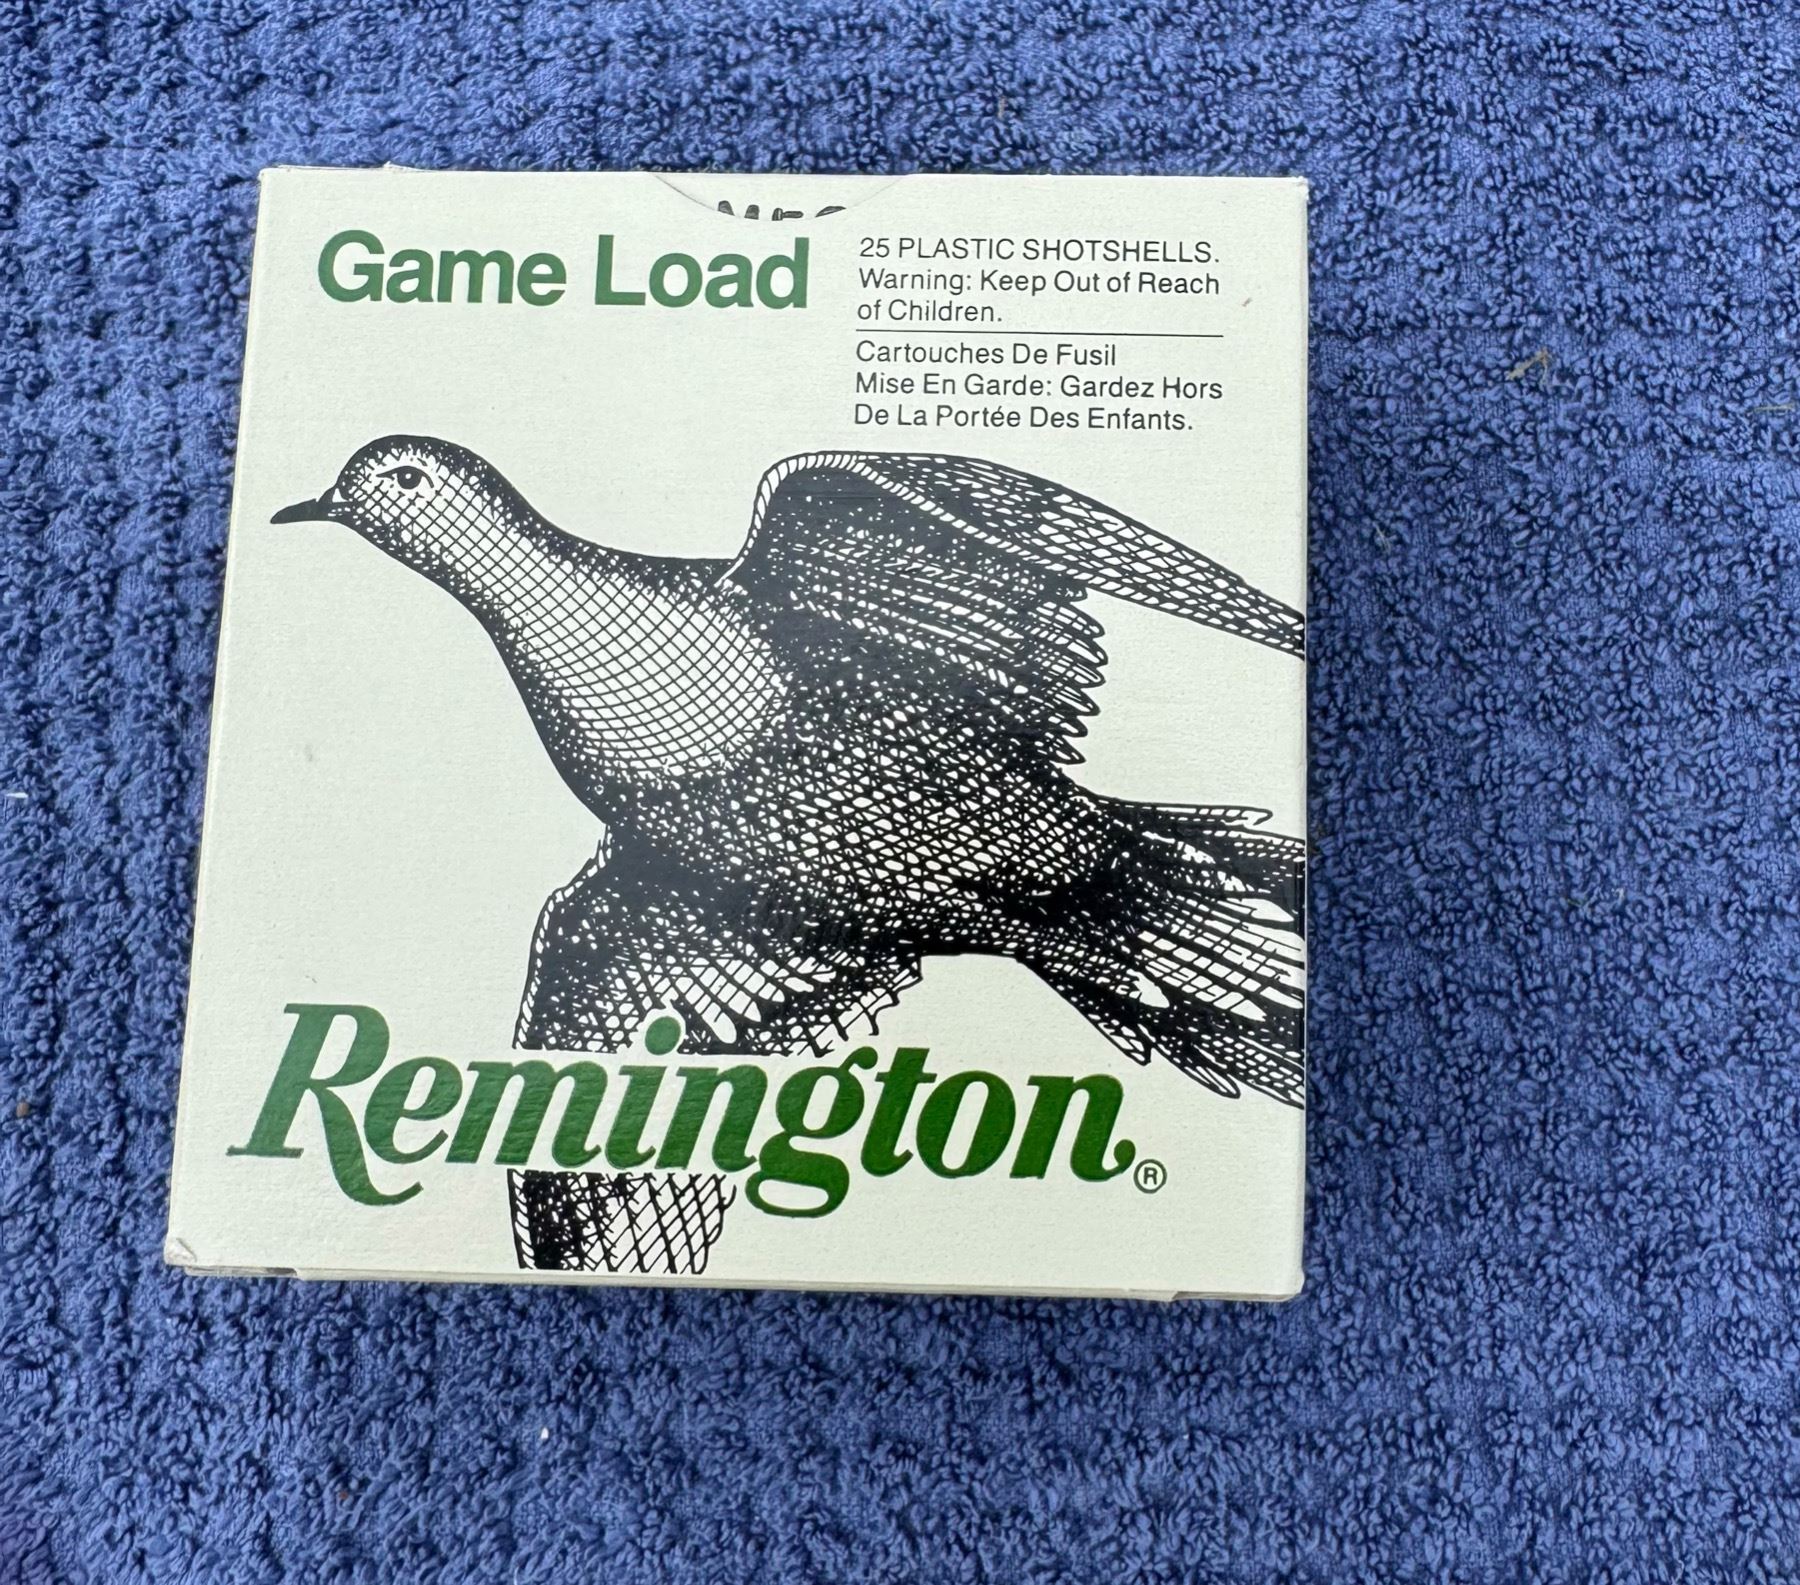 Game Load
25 PLASTIC SHOTSHELLS.
Warning: Keep Out of Reach
of Children.
Cartouches De Fusil
Mise En Garde: Gardez Hors
De La Portée Des Enfants.
Remington®